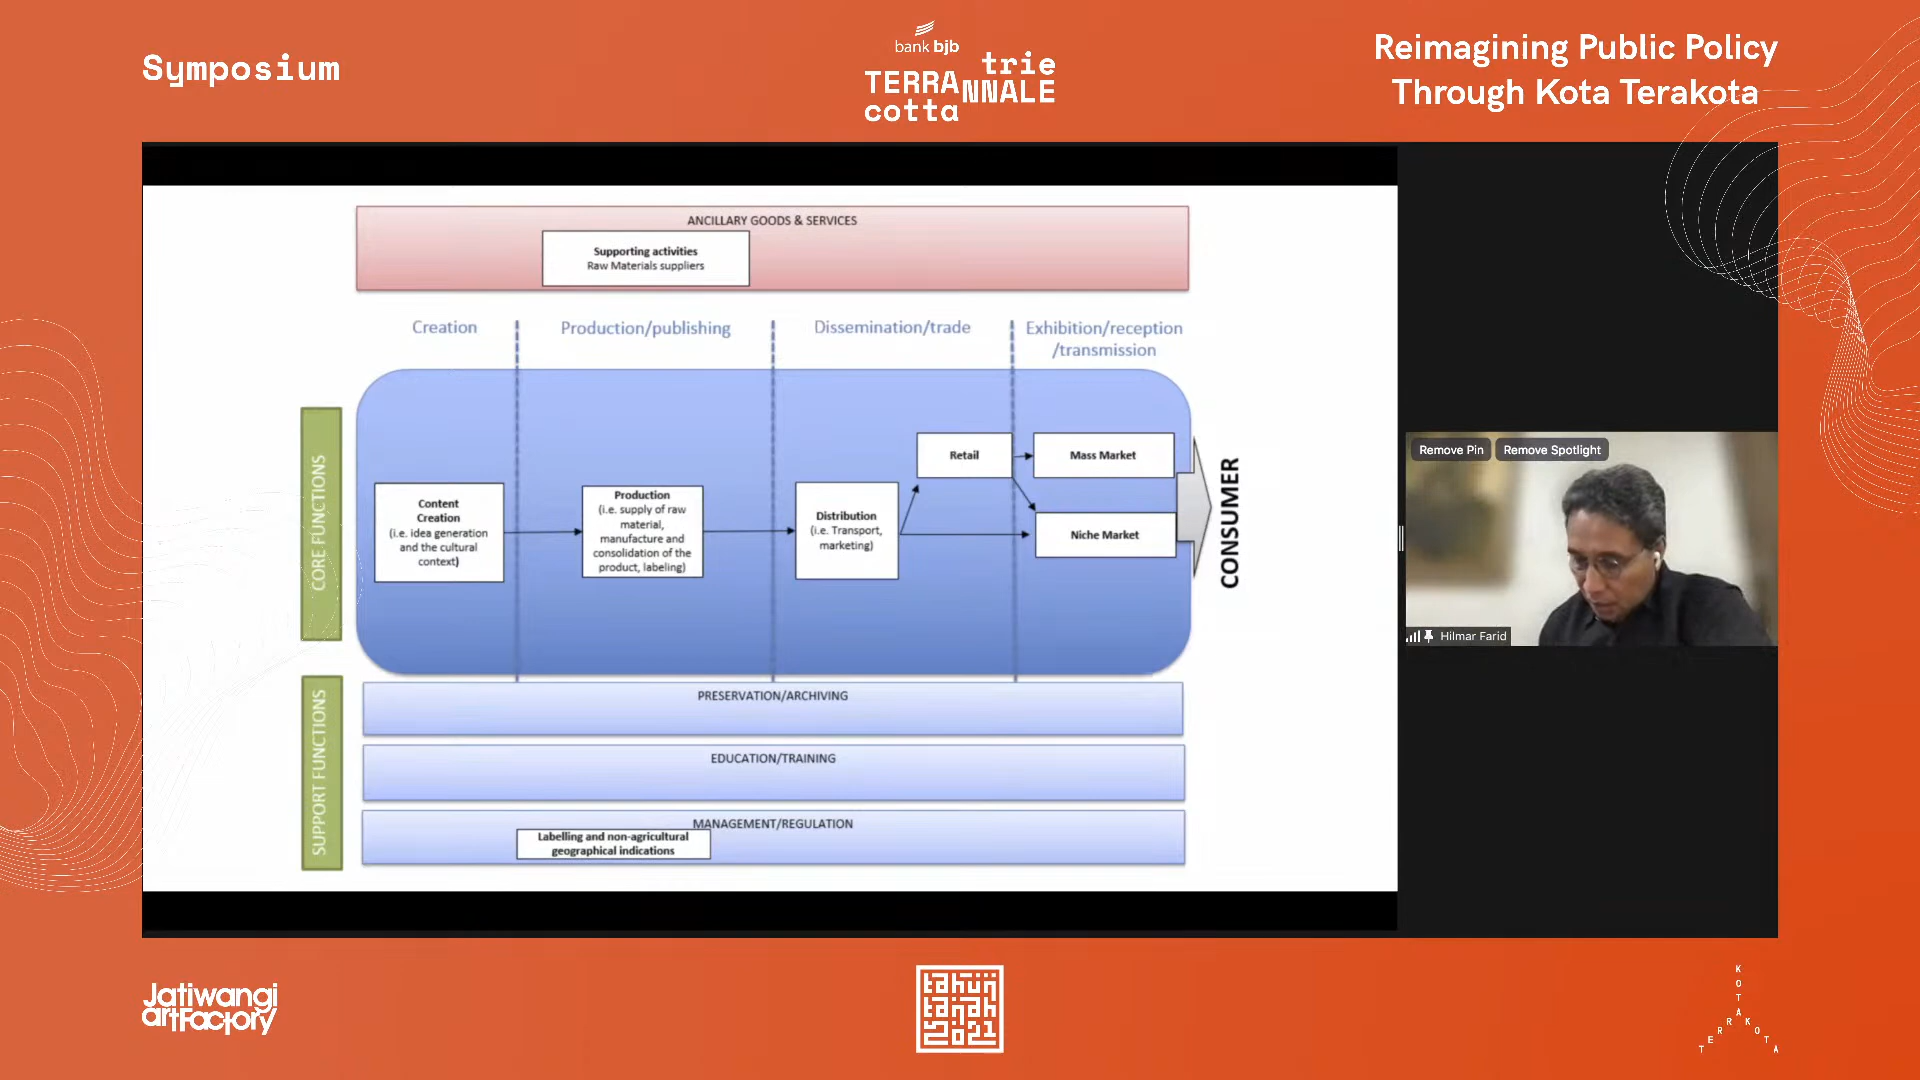 Symposium
bank bjb
trie
TERRA NNALE
cotta
Reimagining Public Policy
Through Kota Terakota
ANCILLARY GOODS & SERVICES
Supporting activities
Raw Materials suppliers
Creation
Production/publishing
Dissemination/trade
Exhibition/reception
/transmission
CORE FUNCTIONS
Content
Creation
(i.e. idea generation
and the cultural
context)
Production
(i.e. supply of raw
material,
manufacture and
consolidation of the
product, labeling)
Distribution
(i.e. Transport,
marketing)
Retail
Mass Market
Niche Market
CONSUMER
SUPPORT FUNCTIONS
PRESERVATION/ARCHIVING
EDUCATION/TRAINING
MANAGEMENT/REGULATION
Labelling and non-agricultural
geographical indications
Remove Pin
Remove Spotlight
Hilmar Farid
Jatiwangi
artFactory
tahun
tanah
2021
KOTA
TERRA
KOTA